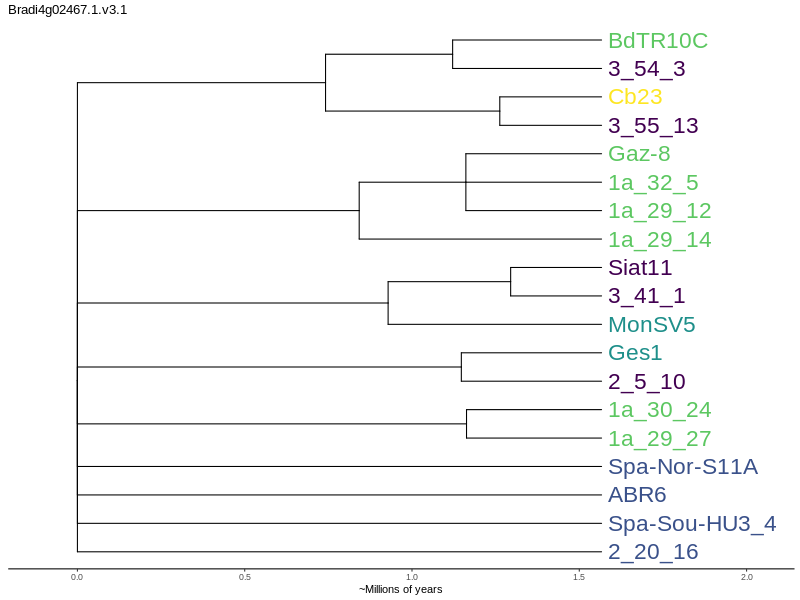 Bradi4g02467.1.v3.1
BdTR10C
3_54_3
Cb23
3_55_13
Gaz-8
1a_32_5
1a_29_12
1a_29_14
Siat11
3_41_1
MonSV5
Ges1
2_5_10
1a_30_24
1a_29_27
Spa-Nor-S11A
ABR6
Spa-Sou-HU3_4
2_20_16
0.0 0.5 1.0 1.5 2.0
~Millions of years